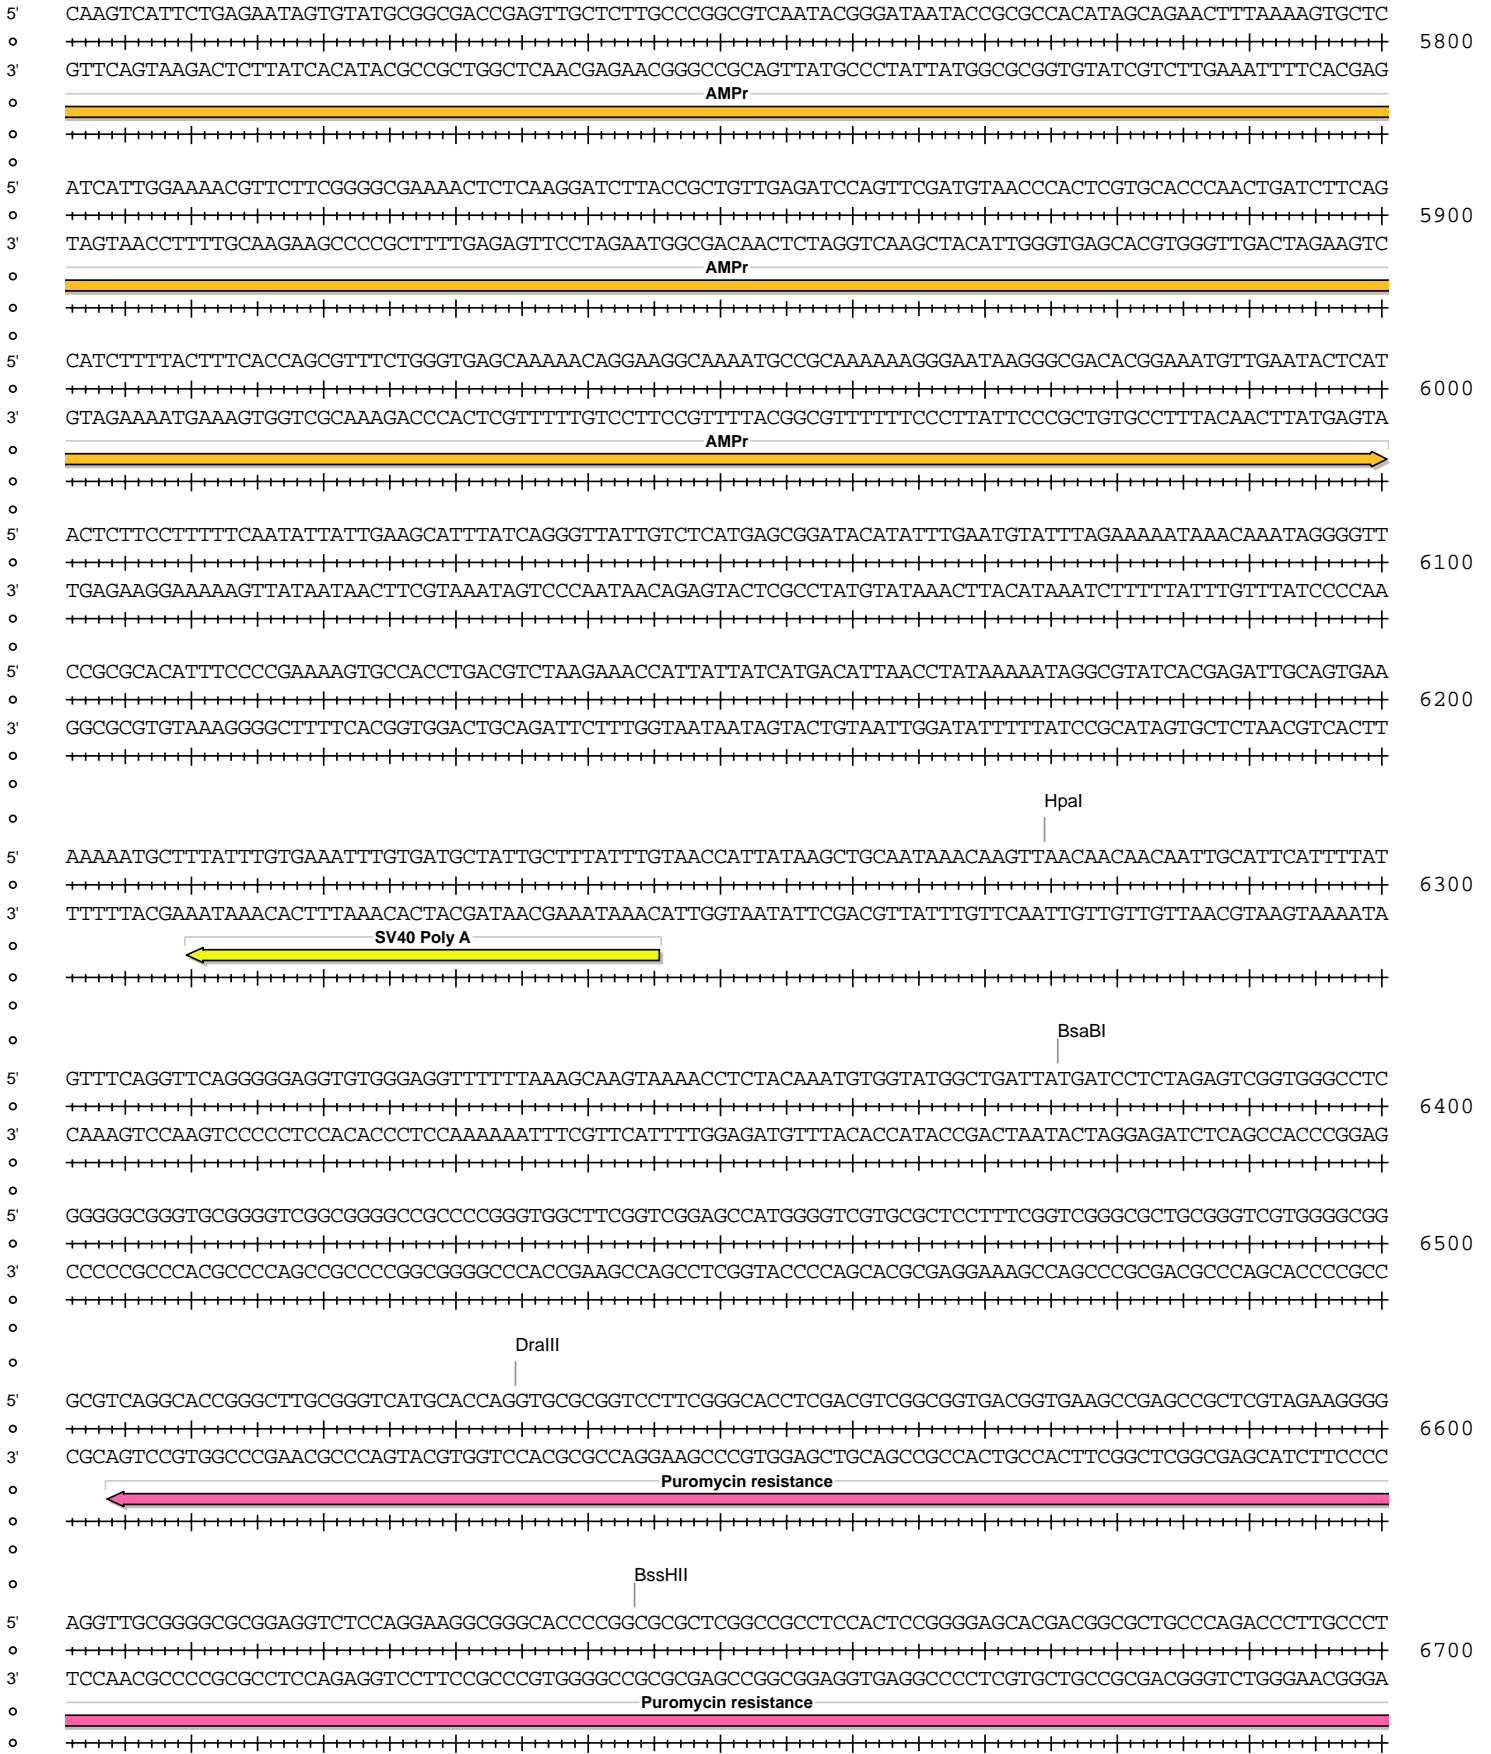 5' CAAGTCATTCTGAGAATAGTGTATGCGGCGACCGAGTTGCTCTTGCCCGGCGTCAATACGGGATAATACCGCGCCACATAGCAGAACTTTAAAAGTGCTC
5800
3' GTTCAGTAAGACTCTTATCACATACGCCGCTGGCTCAACGAGAACGGGCCGCAGTTATGCCCTATTATGGCGCGGTGTATCGTCTTGAAATTTTCACGAG
AMPr
5' ATCATTGGAAAACGTTCTTCGGGGCGAAAACTCTCAAGGATCTTACCGCTGTTGAGATCCAGTTCGATGTAACCCACTCGTGCACCCAACTGATCTTCAG
5900
3' TAGTAACCTTTTGCAAGAAGCCCCGCTTTTGAGAGTTCCTAGAATGGCGACAACTCTAGGTCAAGCTACATTGGGTGAGCACGTGGGTTGACTAGAAGTC
AMPr
5' CATCTTTTACTTTCACCAGCGTTTCTGGGTGAGCAAAAACAGGAAGGCAAAATGCCGCAAAAAAGGGAATAAGGGCGACACGGAAATGTTGAATACTCAT
6000
3' GTAGAAAATGAAAGTGGTCGCAAAGACCCACTCGTTTTTGTCCTTCCGTTTTACGGCGTTTTTTCCCTTATTCCCGCTGTGCCTTTACAACTTATGAGTA
AMPr
5' ACTCTTCCTTTTTCAATATTATTGAAGCATTTATCAGGGTTATTGTCTCATGAGCGGATACATATTTGAATGTATTTAGAAAAATAAACAAATAGGGGTT
6100
3' TGAGAAGGAAAAAGTTATAATAACTTCGTAAATAGTCCCAATAACAGAGTACTCGCCTATGTATAAACTTACATAAATCTTTTTATTTGTTTATCCCCAA
5' CCGCGCACATTTCCCCGAAAAGTGCCACCTGACGTCTAAGAAACCATTATTATCATGACATTAACCTATAAAAATAGGCGTATCACGAGATTGCAGTGAA
6200
3' GGCGCGTGTAAAGGGGCTTTTCACGGTGGACTGCAGATTCTTTGGTAATAATAGTACTGTAATTGGATATTTTTATCCGCATAGTGCTCTAACGTCACTT
HpaI
5' AAAAATGCTTTATTTGTGAAATTTGTGATGCTATTGCTTTATTTGTAACCATTATAAGCTGCAATAAACAAGTTAACAACAACAATTGCATTCATTTTAT
6300
3' TTTTTACGAAATAAACACTTTAAACACTACGATAACGAAATAAACATTGGTAATATTCGACGTTATTTGTTCAATTGTTGTTGTTAACGTAAGTAAAATA
SV40 Poly A
BsaBI
5' GTTTCAGGTTCAGGGGGAGGTGTGGGAGGTTTTTTAAAGCAAGTAAAACCTCTACAAATGTGGTATGGCTGATTATGATCCTCTAGAGTCGGTGGGCCTC
6400
3' CAAAGTCCAAGTCCCCCTCCACACCCTCCAAAAAATTTCGTTCATTTTGGAGATGTTTACACCATACCGACTAATACTAGGAGATCTCAGCCACCCGGAG
5' GGGGGCGGGTGCGGGGTCGGCGGGGCCGCCCCGGGTGGCTTCGGTCGGAGCCATGGGGTCGTGCGCTCCTTTCGGTCGGGCGCTGCGGGTCGTGGGGCGG
6500
3' CCCCCGCCCACGCCCCAGCCGCCCCGGCGGGGCCCACCGAAGCCAGCCTCGGTACCCCAGCACGCGAGGAAAGCCAGCCCGCGACGCCCAGCACCCCGCC
DraIII
5' GCGTCAGGCACCGGGCTTGCGGGTCATGCACCAGGTGCGCGGTCCTTCGGGCACCTCGACGTCGGCGGTGACGGTGAAGCCGAGCCGCTCGTAGAAGGGG
6600
3' CGCAGTCCGTGGCCCGAACGCCCAGTACGTGGTCCACGCGCCAGGAAGCCCGTGGAGCTGCAGCCGCCACTGCCACTTCGGCTCGGCGAGCATCTTCCCC
Puromycin resistance
BssHII
5' AGGTTGCGGGGCGCGGAGGTCTCCAGGAAGGCGGGCACCCCGGCGCGCTCGGCCGCCTCCACTCCGGGGAGCACGACGGCGCTGCCCAGACCCTTGCCCT
6700
3' TCCAACGCCCCGCGCCTCCAGAGGTCCTTCCGCCCGTGGGGCCGCGCGAGCCGGCGGAGGTGAGGCCCCTCGTGCTGCCGCGACGGGTCTGGGAACGGGA
Puromycin resistance